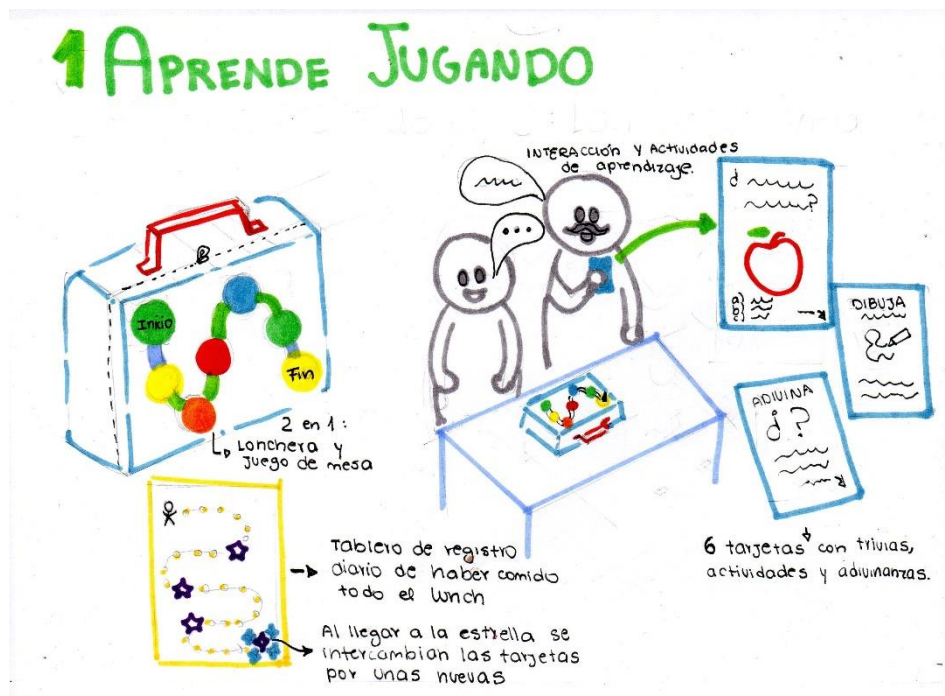 1 APRENDE JUGANDO
INTERACCIÓN Y ACTIVIDADES
de aprendizaje.
Inicio
Fin
2 en 1:
Lonchera y
Juego de mesa
¿
?
a)
b)
c)
DIBUJA
ADIVINA
¿?
R
Tablero de registro
diario de haber comido
todo el lunch
Al llegar a la estrella se
intercambian las tarjetas
por unas nuevas
6 tarjetas con trivias,
actividades y adivinanzas.